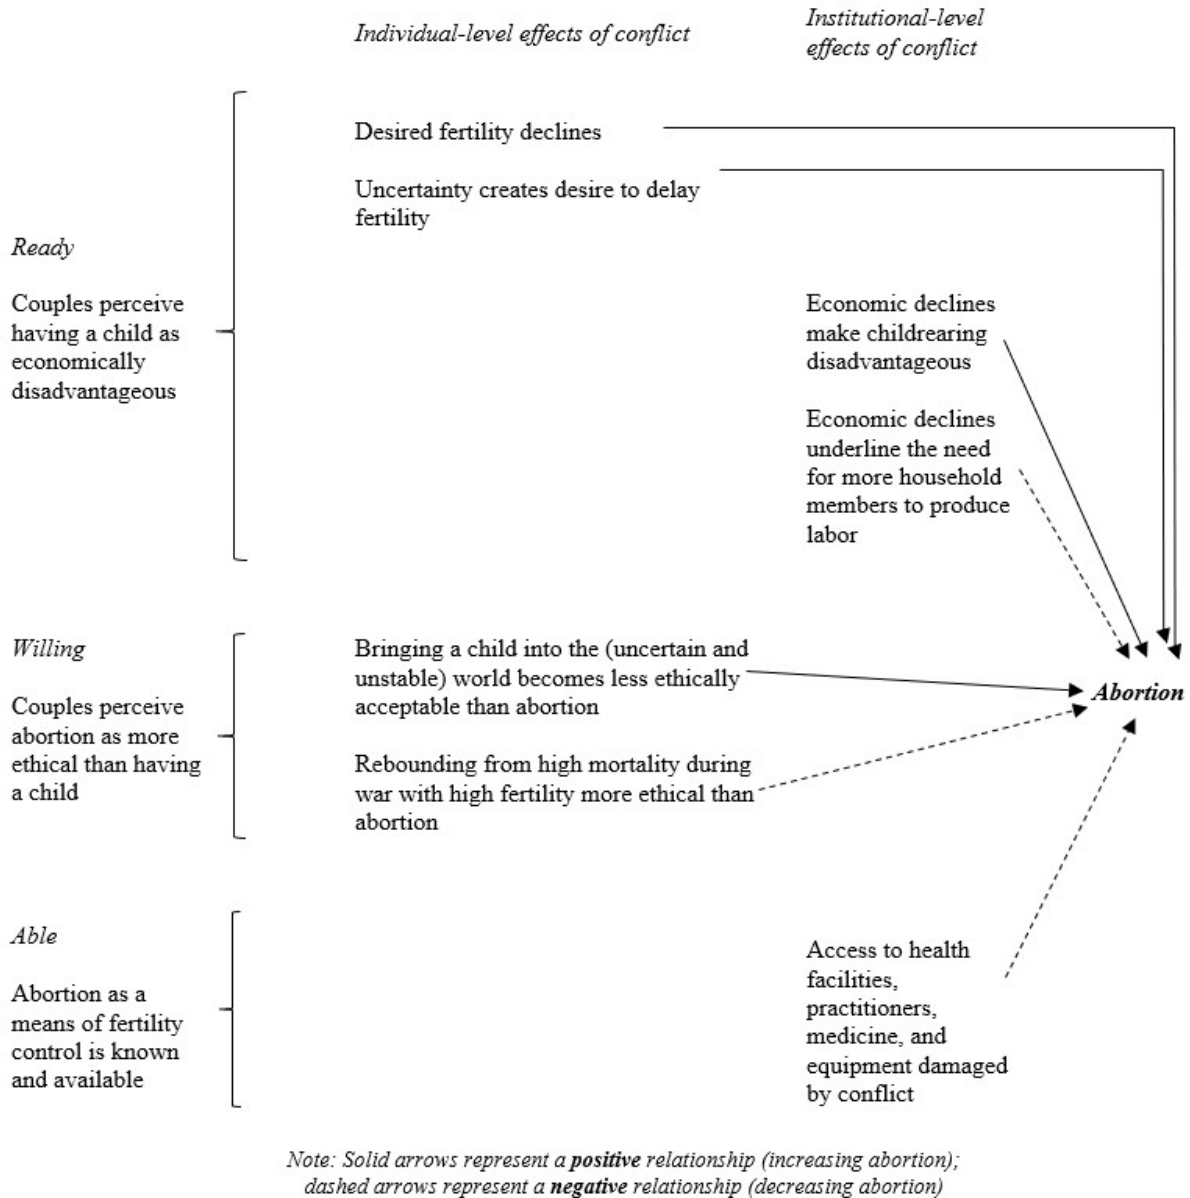 Individual-level effects of conflict
Institutional-level
effects of conflict
Ready
Couples perceive
having a child as
economically
disadvantageous
Desired fertility declines
Uncertainty creates desire to delay
fertility
Economic declines
make childrearing
disadvantageous
Economic declines
underline the need
for more household
members to produce
labor
Willing
Couples perceive
abortion as more
ethical than having
a child
Bringing a child into the (uncertain and
unstable) world becomes less ethically
acceptable than abortion
Rebounding from high mortality during
war with high fertility more ethical than
abortion
Abortion
Able
Abortion as a
means of fertility
control is known
and available
Access to health
facilities,
practitioners,
medicine, and
equipment damaged
by conflict
Note: Solid arrows represent a positive relationship (increasing abortion);
dashed arrows represent a negative relationship (decreasing abortion)